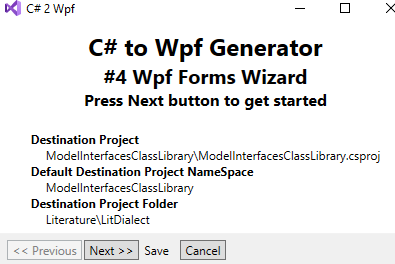 C# 2 Wpf
C# to Wpf Generator
#4 Wpf Forms Wizard
Press Next button to get started
Destination Project
ModelInterfacesClassLibrary\ModelInterfacesClassLibrary.csproj
Default Destination Project NameSpace
ModelInterfacesClassLibrary
Destination Project Folder
Literature\LitDialect
<< Previous Next >> Save Cancel